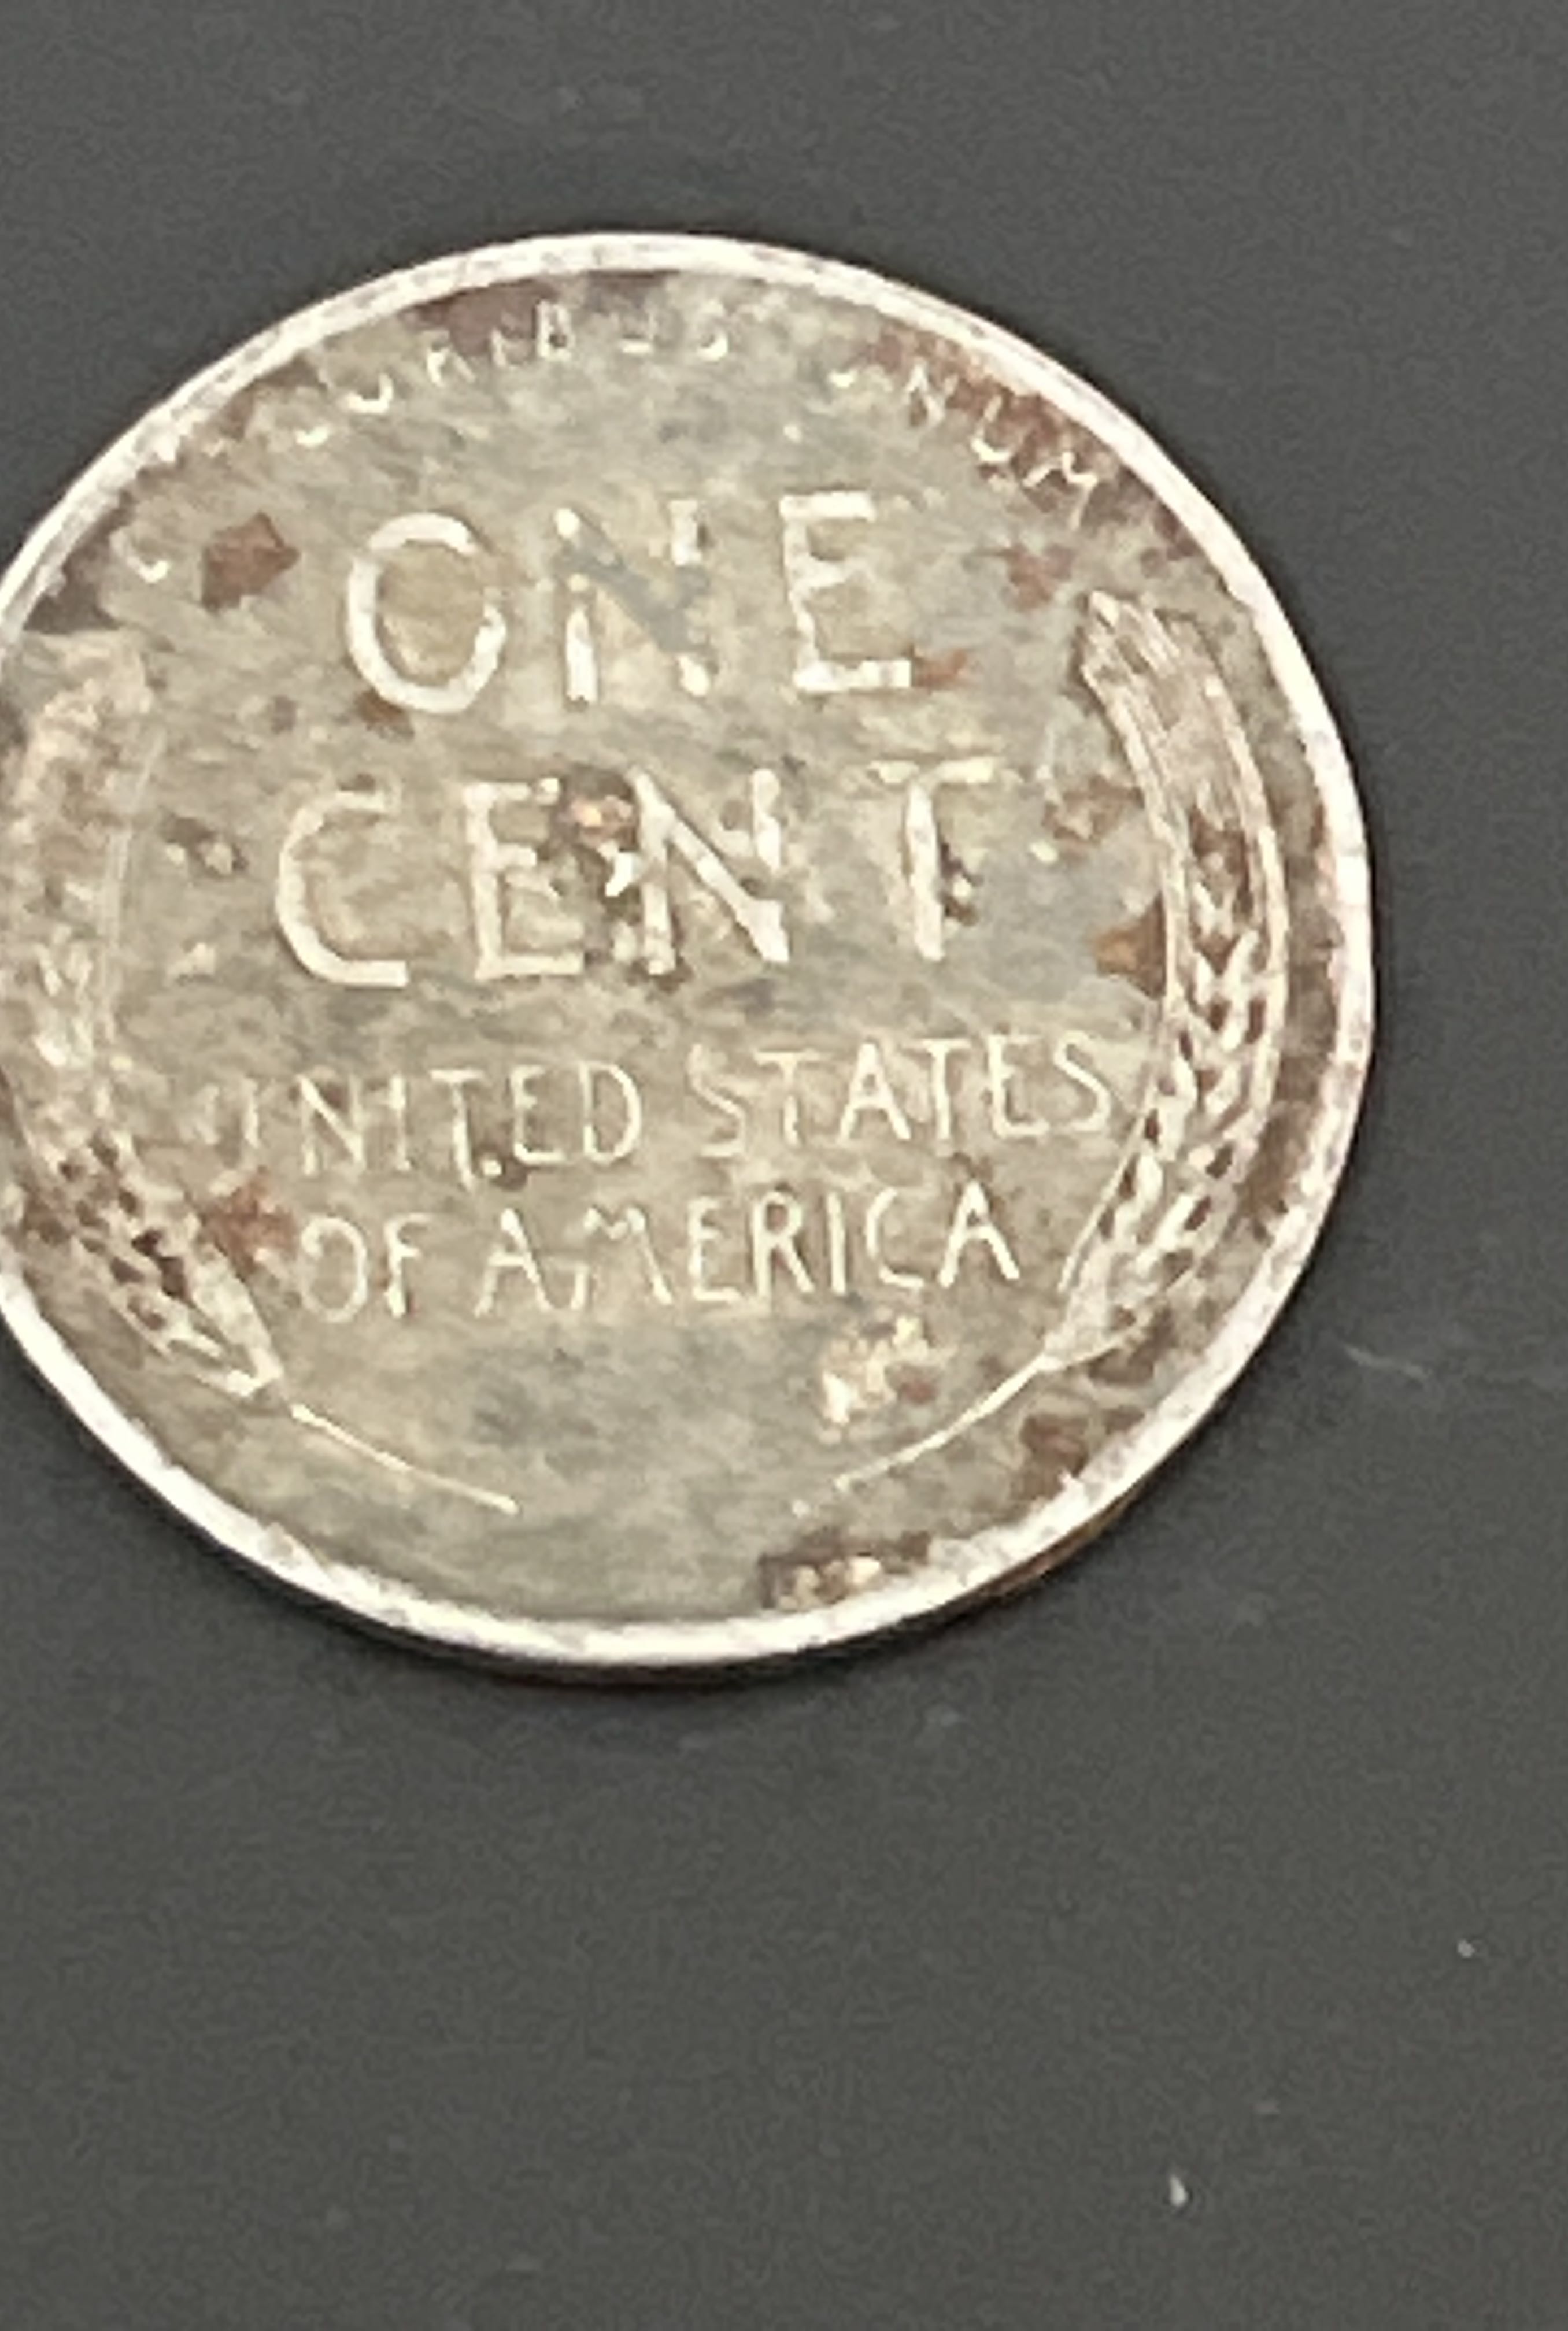 ONE
CENT
UNITED STATES
OF AMERICA